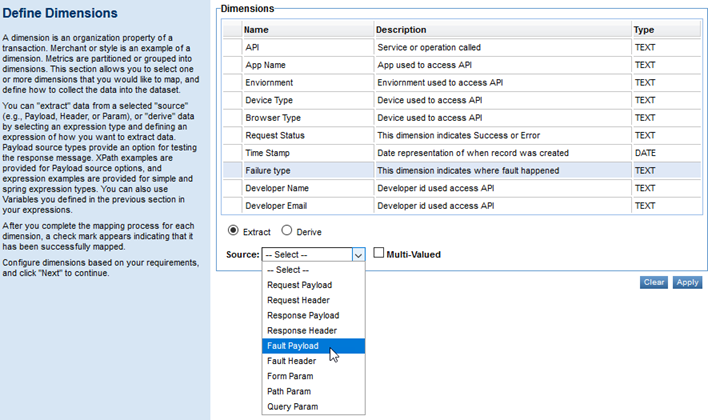 Define Dimensions
A dimension is an organization property of a
transaction. Merchant or style is an example of a
dimension. Metrics are partitioned or grouped into
dimensions. This section allows you to select one
or more dimensions that you would like to map, and
define how to collect the data into the dataset.
You can "extract" data from a selected "source"
(e.g., Payload, Header, or Param), or "derive" data
by selecting an expression type and defining an
expression of how you want to extract data.
Payload source types provide an option for testing
the response message. XPath examples are
provided for Payload source options, and
expression examples are provided for simple and
spring expression types. You can also use
Variables you defined in the previous section in
your expressions.
After you complete the mapping process for each
dimension, a check mark appears indicating that it
has been successfully mapped.
Configure dimensions based on your requirements,
and click "Next" to continue.
Dimensions
Name Description Type
API Service or operation called TEXT
App Name App used to access API TEXT
Enviornment Enviornment used to access API TEXT
Device Type Device used to access API TEXT
Browser Type Device used to access API TEXT
Request Status This dimension indicates Success or Error TEXT
Time Stamp Date representation of when record was created DATE
Failure type This dimension indicates where fault happened TEXT
Developer Name Developer id used access API TEXT
Developer Email Developer id used access API TEXT
Extract Derive
Source: -- Select -- Multi-Valued
-- Select --
Request Payload
Request Header
Response Payload
Response Header
Fault Payload
Fault Header
Form Param
Path Param
Query Param
Clear Apply